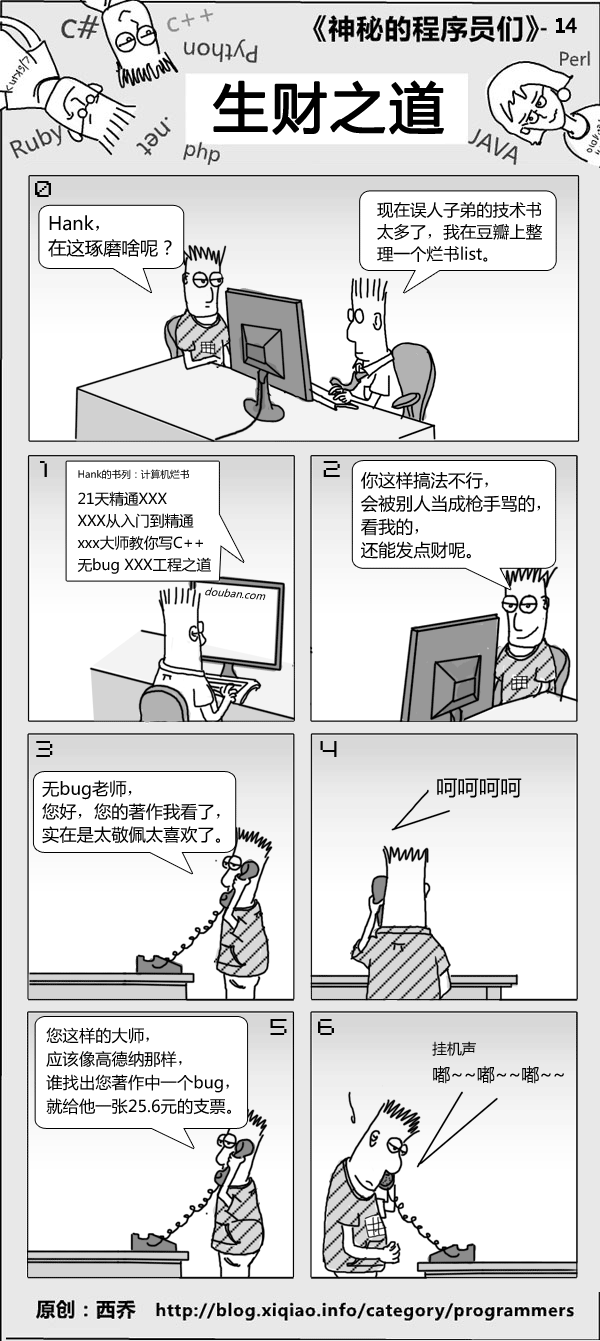 《神秘的程序员们》- 14
C#
C++
Python
Perl
生财之道
Ruby
.net
php
JAVA
0
Hank，
在这琢磨啥呢？
现在误人子弟的技术书
太多了，我在豆瓣上整
理一个烂书list。
1
Hank的书列：计算机烂书
21天精通XXX
XXX从入门到精通
xxx大师教你写C++
无bug XXX工程之道
douban.com
2
你这样搞法不行，
会被别人当成枪手骂的，
看我的，
还能发点财呢。
3
无bug老师，
您好，您的著作我看了，
实在是太敬佩太喜欢了。
4
呵呵呵呵
5
您这样的大师，
应该像高德纳那样，
谁找出您著作中一个bug，
就给他一张25.6元的支票。
6
挂机声
嘟~~嘟~~嘟~~
原创：西乔 http://blog.xiqiao.info/category/programmers